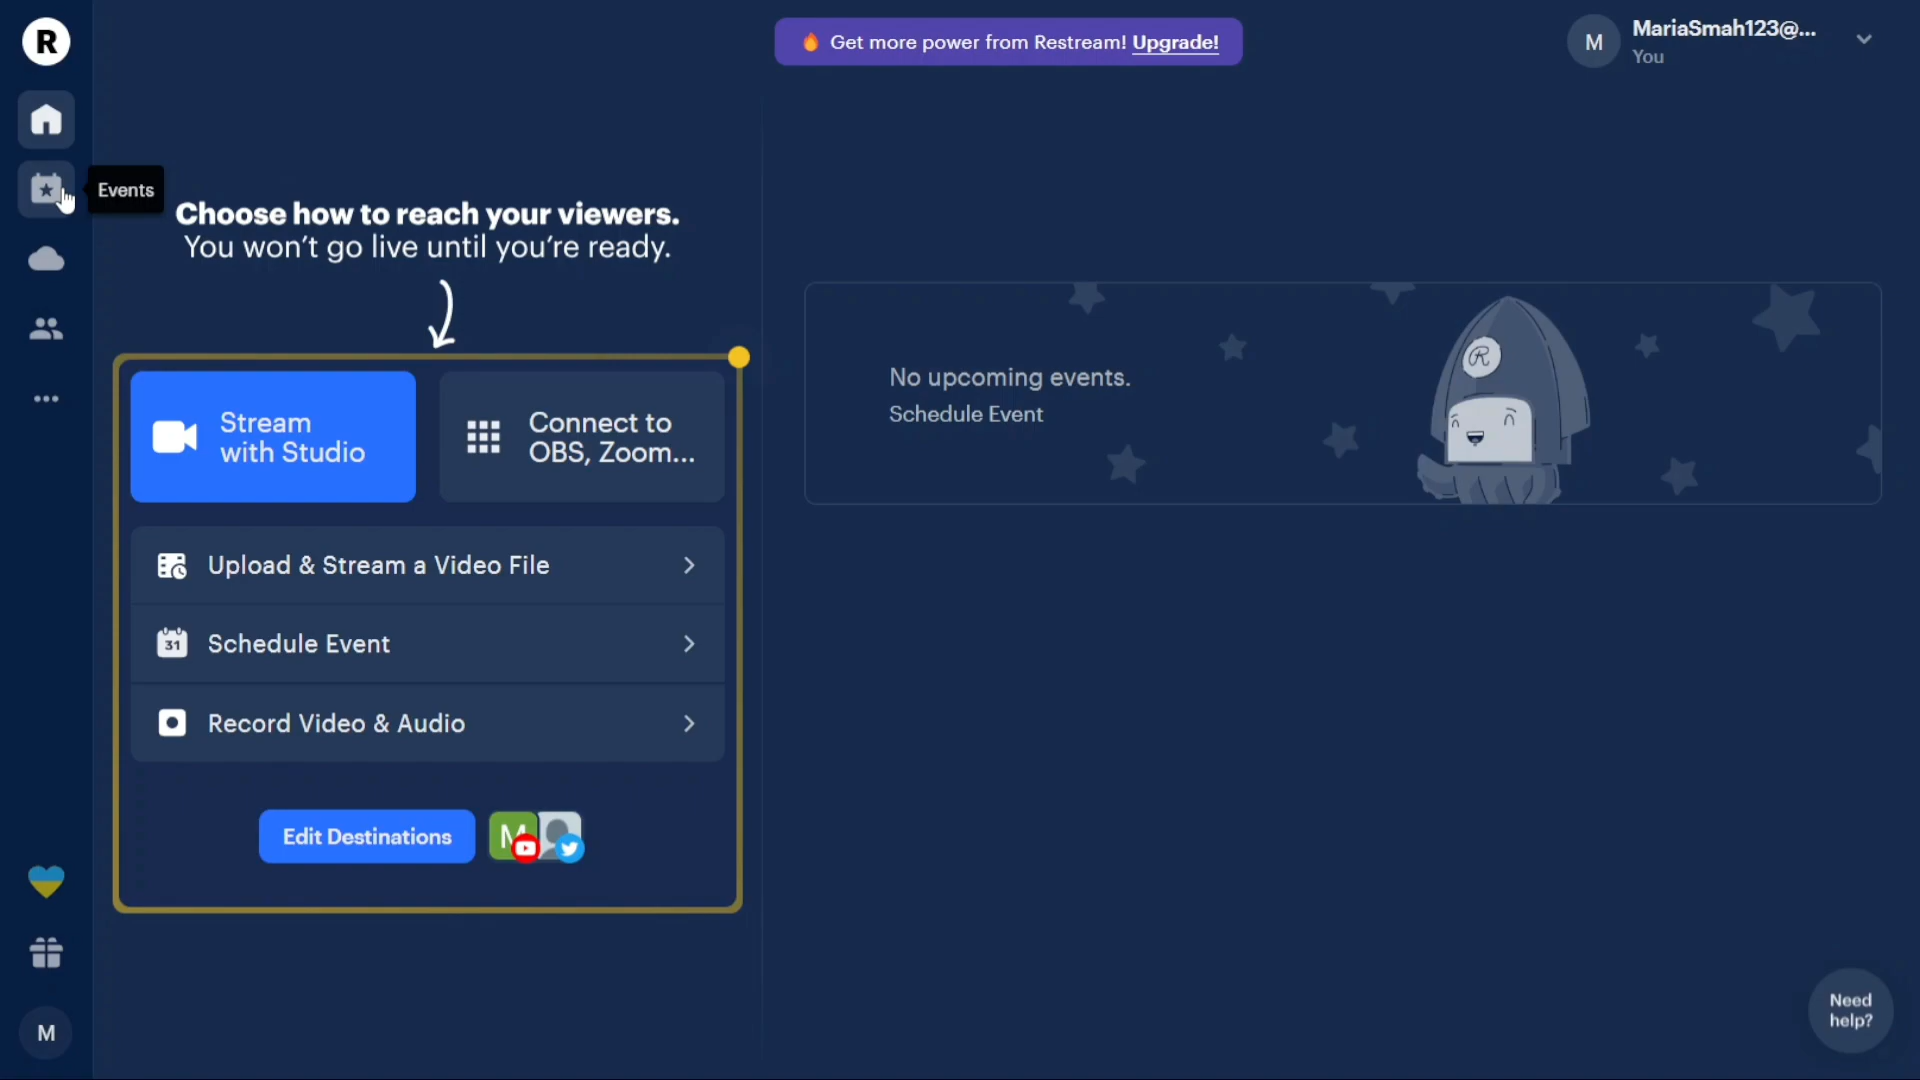 R
Get more power from Restream! Upgrade!
M
MariaSmah123@...
You
Events
Choose how to reach your viewers.
You won't go live until you're ready.
Stream
with Studio
Connect to
OBS, Zoom...
No upcoming events.
Schedule Event
R
Upload & Stream a Video File
31
Schedule Event
Record Video & Audio
Edit Destinations
M
M
Need
help?